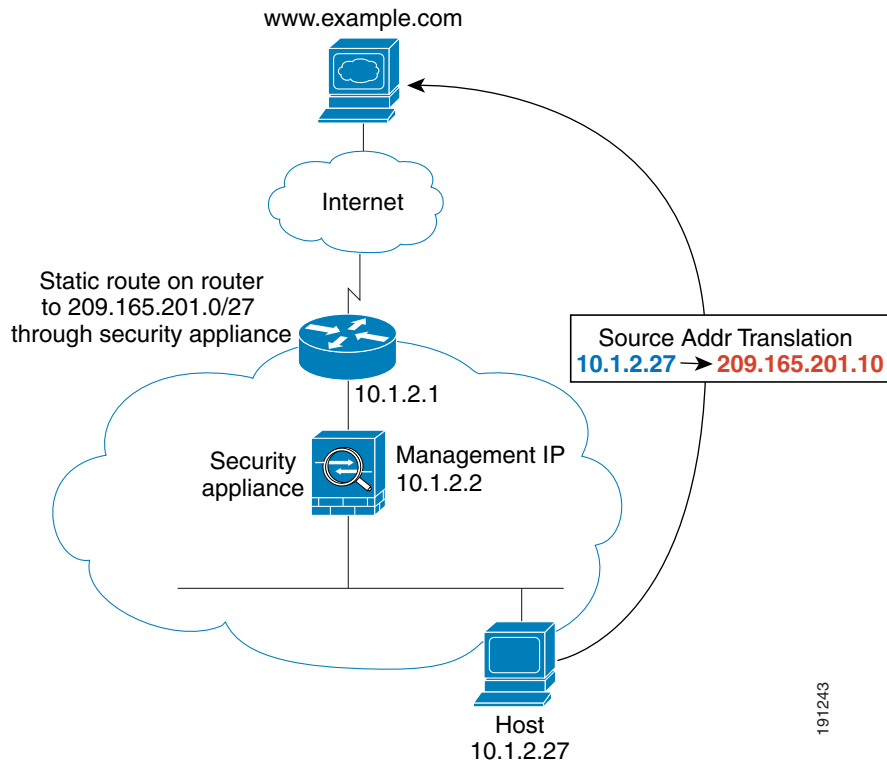 www.example.com
Internet
Static route on router
to 209.165.201.0/27
through security appliance
Source Addr Translation
10.1.2.27 → 209.165.201.10
10.1.2.1
Security
appliance
Management IP
10.1.2.2
Host
10.1.2.27
191243